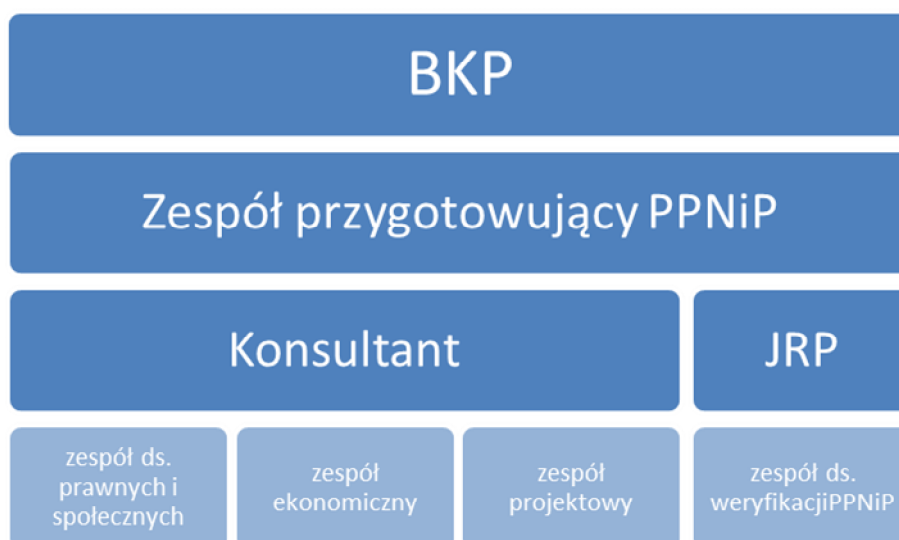 BKP
Zespół przygotowujący PPNiP
Konsultant
JRP
zespół ds.
prawnych i
społecznych
zespół
ekonomiczny
zespół
projektowy
zespół ds.
weryfikacjiPPNiP